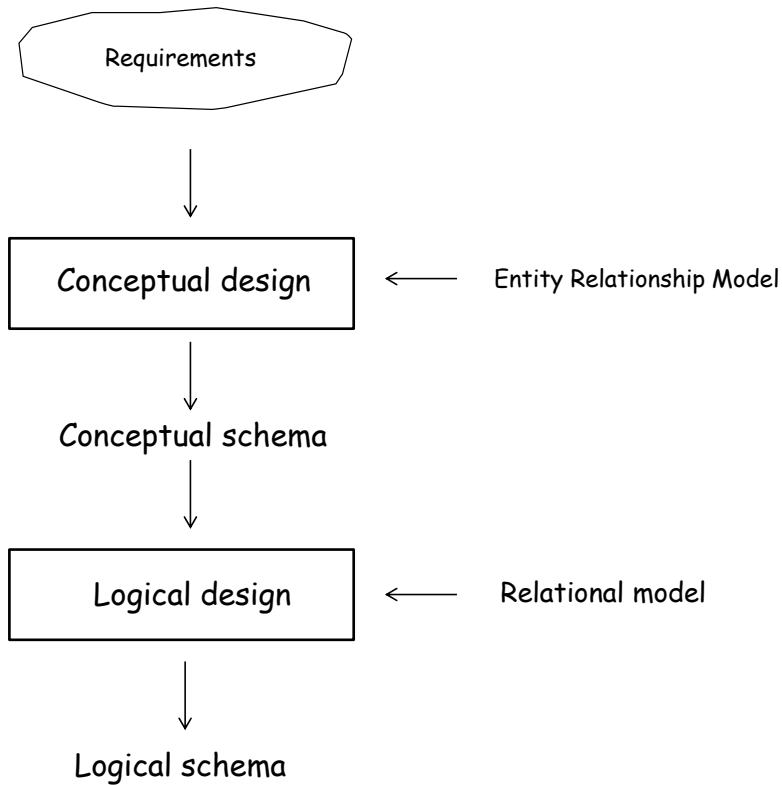 Requirements
Conceptual design
Entity Relationship Model
Conceptual schema
Logical design
Relational model
Logical schema